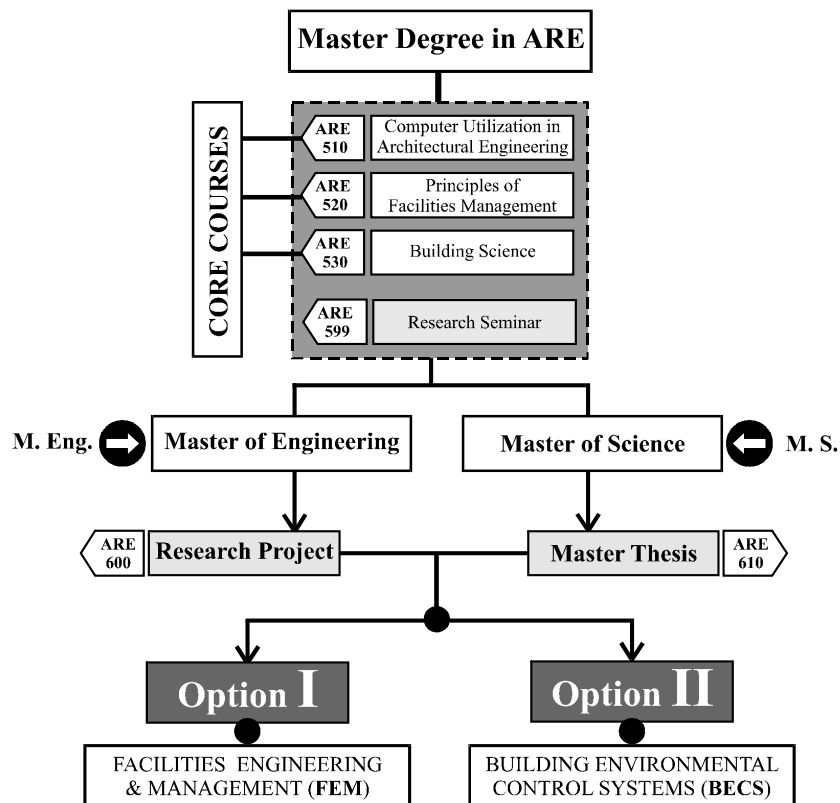 Master Degree in ARE
CORE COURSES
ARE
510
Computer Utilization in
Architectural Engineering
ARE
520
Principles of
Facilities Management
ARE
530
Building Science
ARE
599
Research Seminar
M. Eng.
Master of Engineering
Master of Science
M. S.
ARE
600
Research Project
Master Thesis
ARE
610
Option I
Option II
FACILITIES ENGINEERING
& MANAGEMENT (FEM)
BUILDING ENVIRONMENTAL
CONTROL SYSTEMS (BECS)